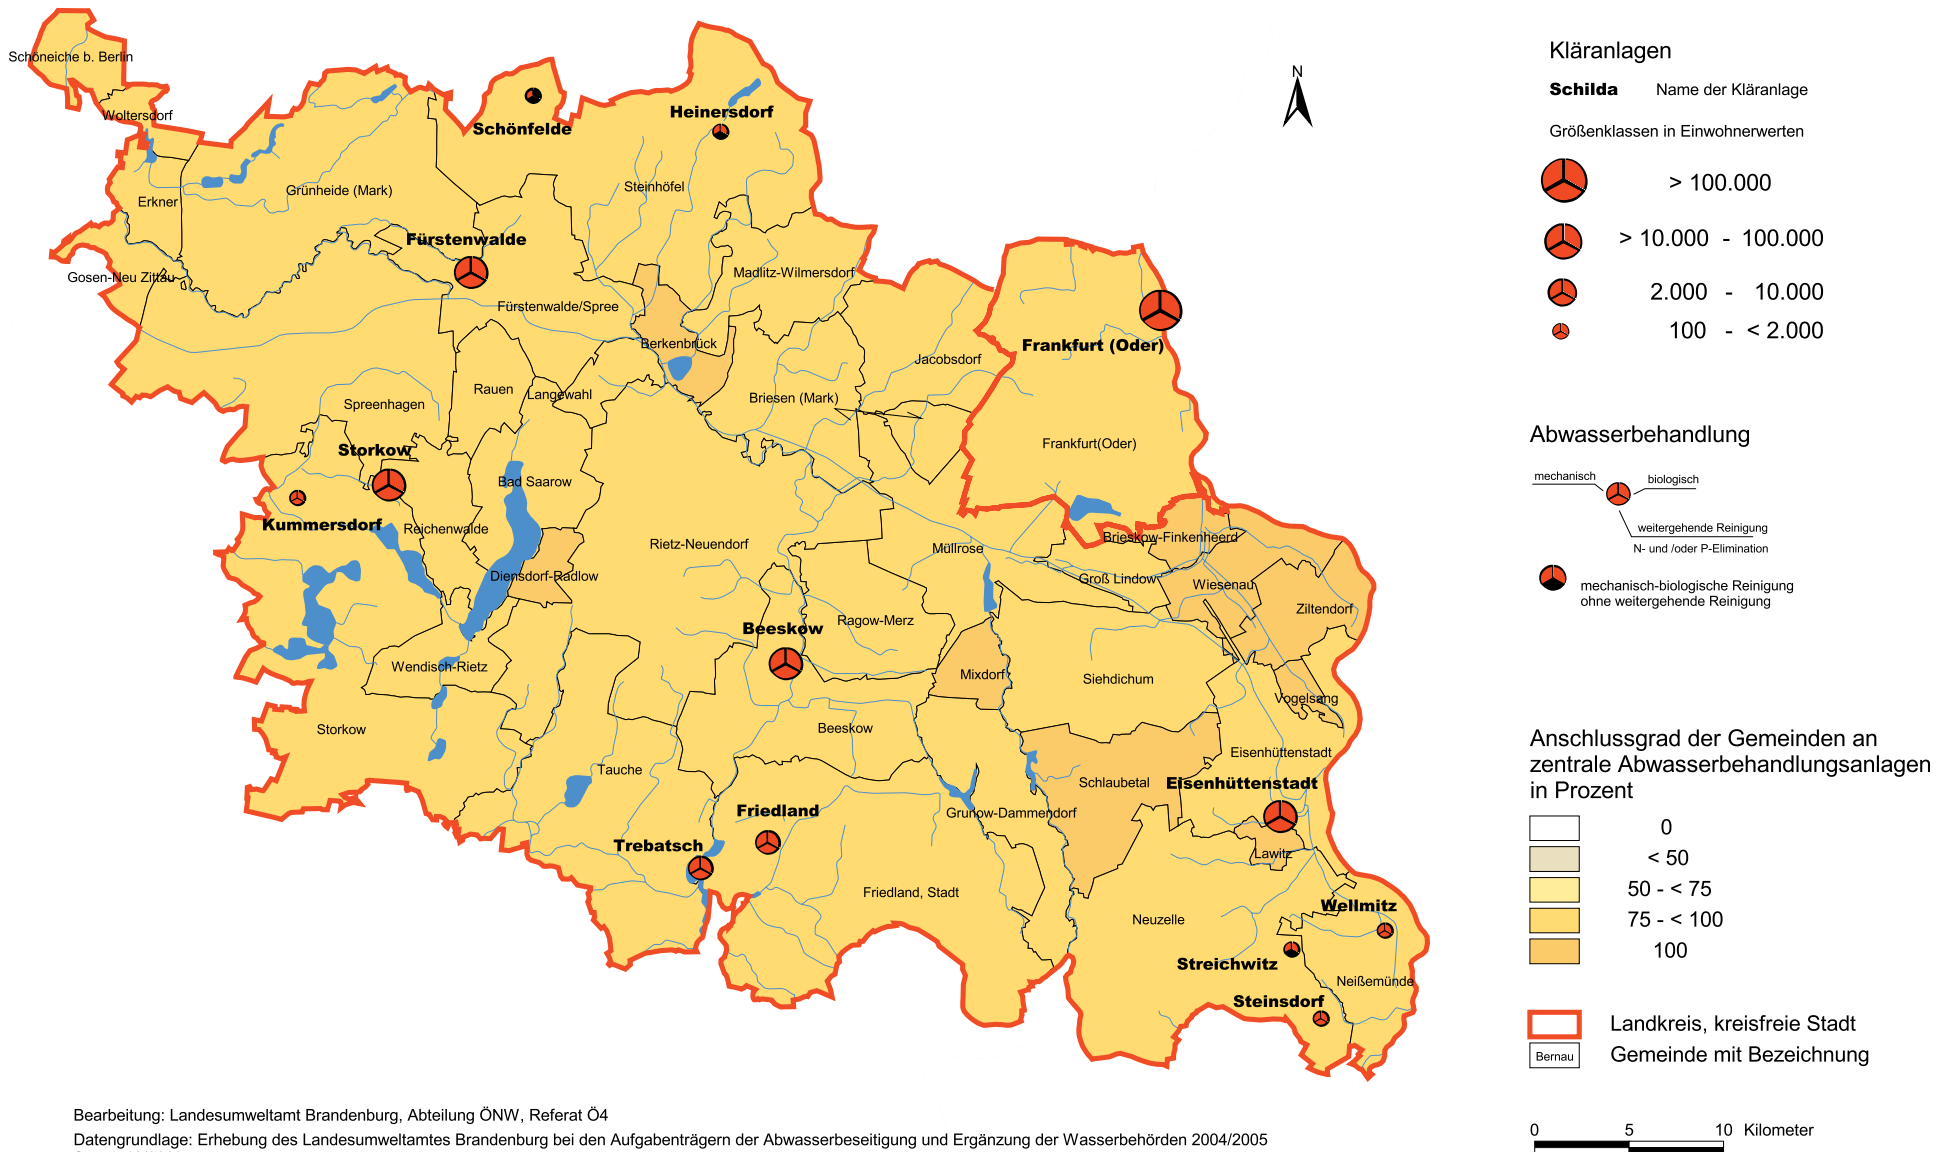 Schöneiche b. Berlin
Woltersdorf
Erkner
Grünheide (Mark)
Gosen-Neu Zittau
Schönfelde
Heinersdorf
Steinhöfel
Fürstenwalde
Fürstenwalde/Spree
Madlitz-Wilmersdorf
Berkenbrück
Jacobsdorf
Frankfurt (Oder)
Frankfurt(Oder)
Rauen
Langewahl
Briesen (Mark)
Spreenhagen
Storkow
Bad Saarow
Kummersdorf
Reichenwalde
Rietz-Neuendorf
Müllrose
Brieskow-Finkenheerd
Diensdorf-Radlow
Groß Lindow
Wiesenau
Ziltendorf
Beeskow
Ragow-Merz
Wendisch-Rietz
Mixdorf
Siehdichum
Vogelsang
Storkow
Beeskow
Eisenhüttenstadt
Tauche
Schlaubetal
Eisenhüttenstadt
Friedland
Grunow-Dammendorf
Trebatsch
Lawitz
Friedland, Stadt
Neuzelle
Wellmitz
Streichwitz
Neißemünde
Steinsdorf
N
Kläranlagen
Schilda Name der Kläranlage
Größenklassen in Einwohnerwerten
> 100.000
> 10.000 - 100.000
2.000 - 10.000
100 - < 2.000
Abwasserbehandlung
mechanisch
biologisch
weitergehende Reinigung
N- und /oder P-Elimination
mechanisch-biologische Reinigung
ohne weitergehende Reinigung
Anschlussgrad der Gemeinden an
zentrale Abwasserbehandlungsanlagen
in Prozent
0
< 50
50 - < 75
75 - < 100
100
Landkreis, kreisfreie Stadt
Bernau Gemeinde mit Bezeichnung
0 5 10 Kilometer
Bearbeitung: Landesumweltamt Brandenburg, Abteilung ÖNW, Referat Ö4
Datengrundlage: Erhebung des Landesumweltamtes Brandenburg bei den Aufgabenträgern der Abwasserbeseitigung und Ergänzung der Wasserbehörden 2004/2005